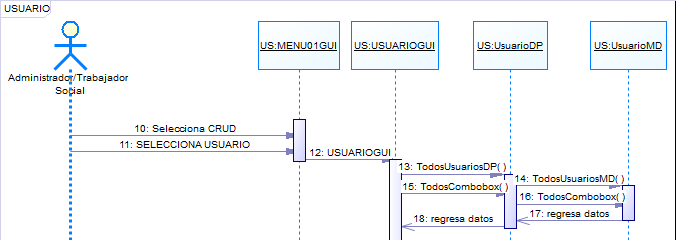 USUARIO
US:MENU01GUI
US:USUARIOGUI
US:UsuarioDP
US:UsuarioMD
Administrador/Trabajador
Social
10: Selecciona CRUD
11: SELECCIONA USUARIO
12: USUARIOGUI
13: TodosUsuariosDP( )
14: TodosUsuariosMD( )
15: TodosCombobox( )
16: TodosCombobox( )
17: regresa datos
18: regresa datos